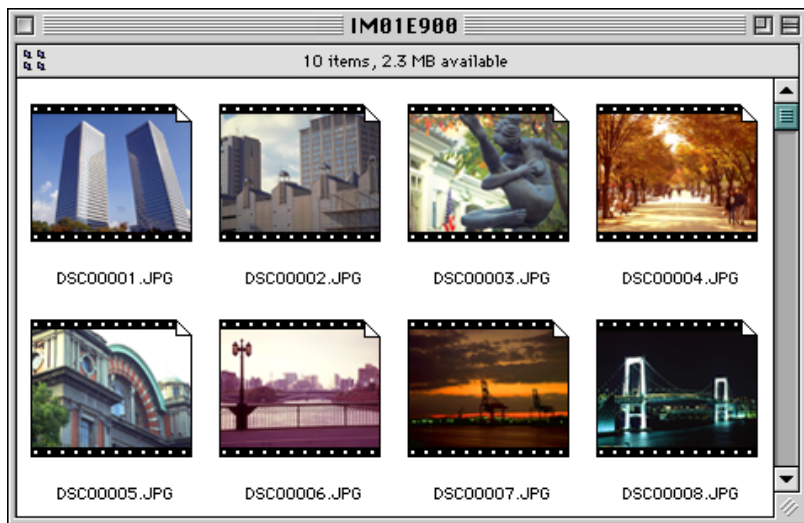 IM01E900
10 items, 2.3 MB available
DSC00001.JPG
DSC00002.JPG
DSC00003.JPG
DSC00004.JPG
DSC00005.JPG
DSC00006.JPG
DSC00007.JPG
DSC00008.JPG